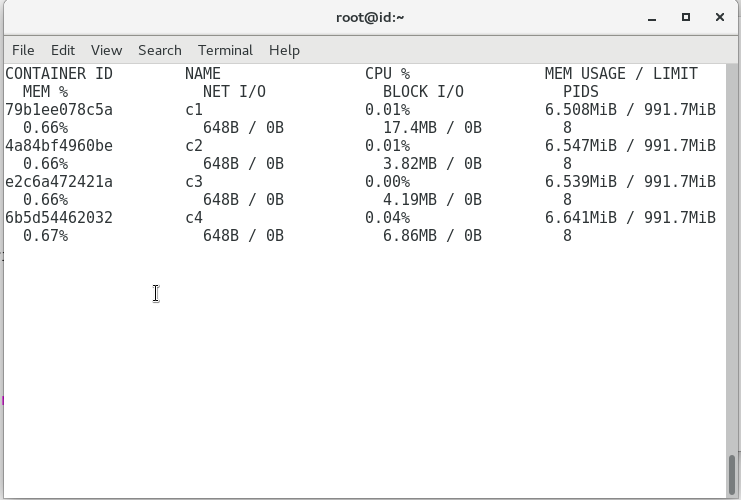 root@id:~
File Edit View Search Terminal Help
CONTAINER ID NAME CPU % MEM USAGE / LIMIT
MEM % NET I/O BLOCK I/O PIDS
79b1ee078c5a c1 0.01% 6.508MiB / 991.7MiB
0.66% 648B / 0B 17.4MB / 0B 8
4a84bf4960be c2 0.01% 6.547MiB / 991.7MiB
0.66% 648B / 0B 3.82MB / 0B 8
e2c6a472421a c3 0.00% 6.539MiB / 991.7MiB
0.66% 648B / 0B 4.19MB / 0B 8
6b5d54462032 c4 0.04% 6.641MiB / 991.7MiB
0.67% 648B / 0B 6.86MB / 0B 8